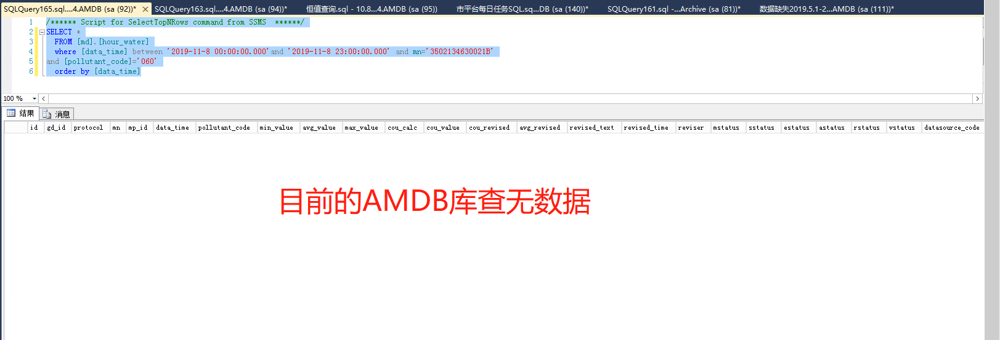 SQLQuery165.sql....4.AMDB (sa (92))* SQLQuery163.sql....4.AMDB (sa (94))* 恒值查询.sql - 10.8...4.AMDB (sa (95)) 市平台每日任务SQL.sq...DB (sa (140))* SQLQuery161.sql -...Archive (sa (81))* 数据缺失2019.5.1-2...AMDB (sa (111))*
1 /****** Script for SelectTopNRows command from SSMS ******/
2 SELECT *
3 FROM [md].[hour_water]
4 where [data_time] between '2019-11-8 00:00:00.000'and '2019-11-8 23:00:00.000' and mn='3502134630021B'
5 and [pollutant_code]='060'
6 order by [data_time]
100 %
结果 消息
id gd_id protocol mn mp_id data_time pollutant_code min_value avg_value max_value cou_calc cou_value cou_revised avg_revised revised_text revised_time reviser mstatus sstatus estatus astatus rstatus vstatus datasource_code
目前的AMDB库查无数据